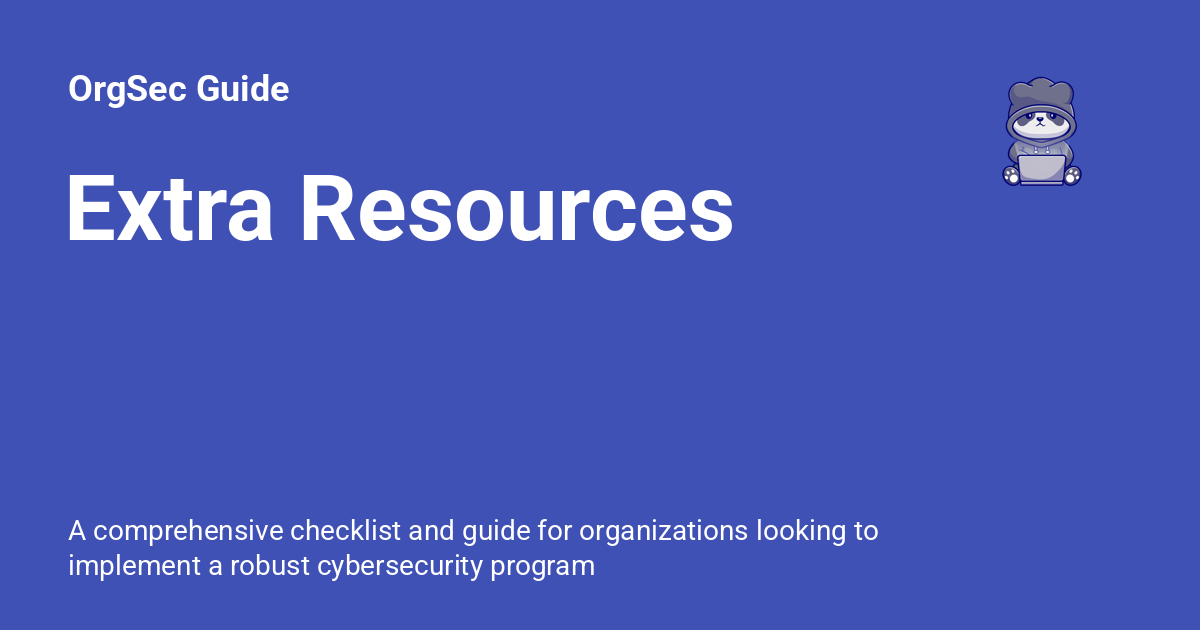 OrgSec Guide
Extra Resources
A comprehensive checklist and guide for organizations looking to
implement a robust cybersecurity program